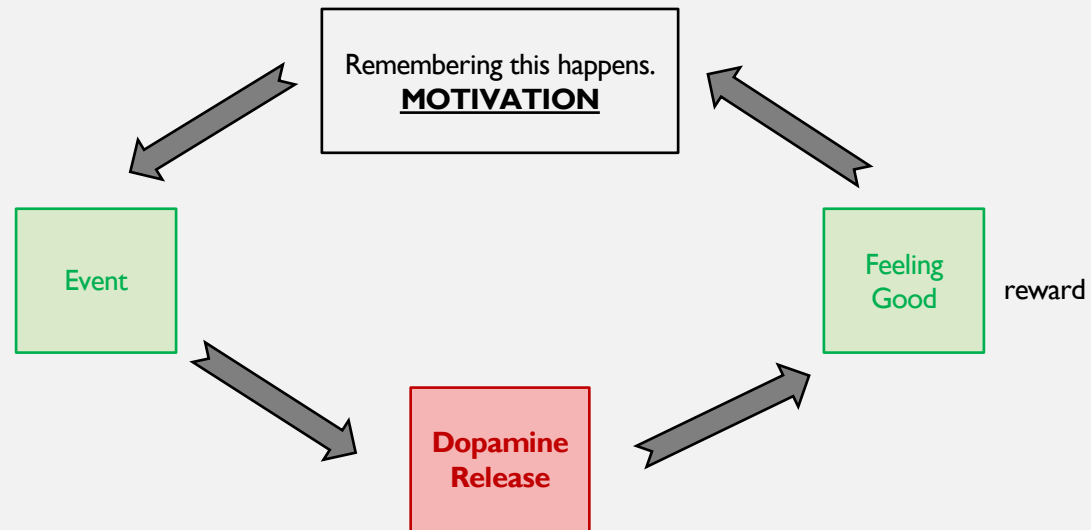 Remembering this happens.
MOTIVATION
Event
Feeling
Good
reward
Dopamine
Release